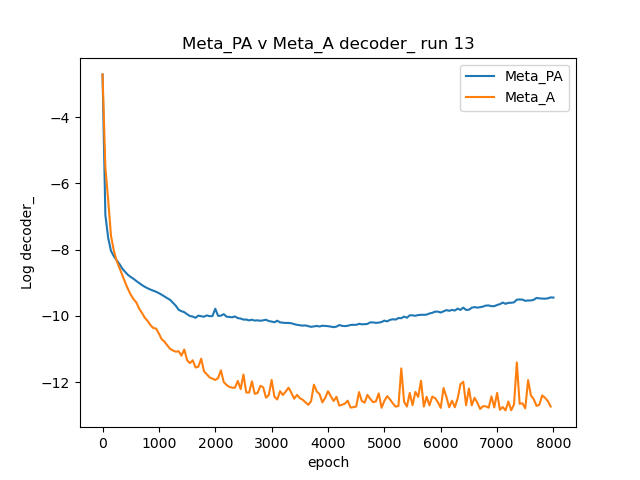 Meta_PA v Meta_A decoder_ run 13
Meta_PA
Meta_A
Log decoder_
−4
−6
−8
−10
−12
0 1000 2000 3000 4000 5000 6000 7000 8000
epoch